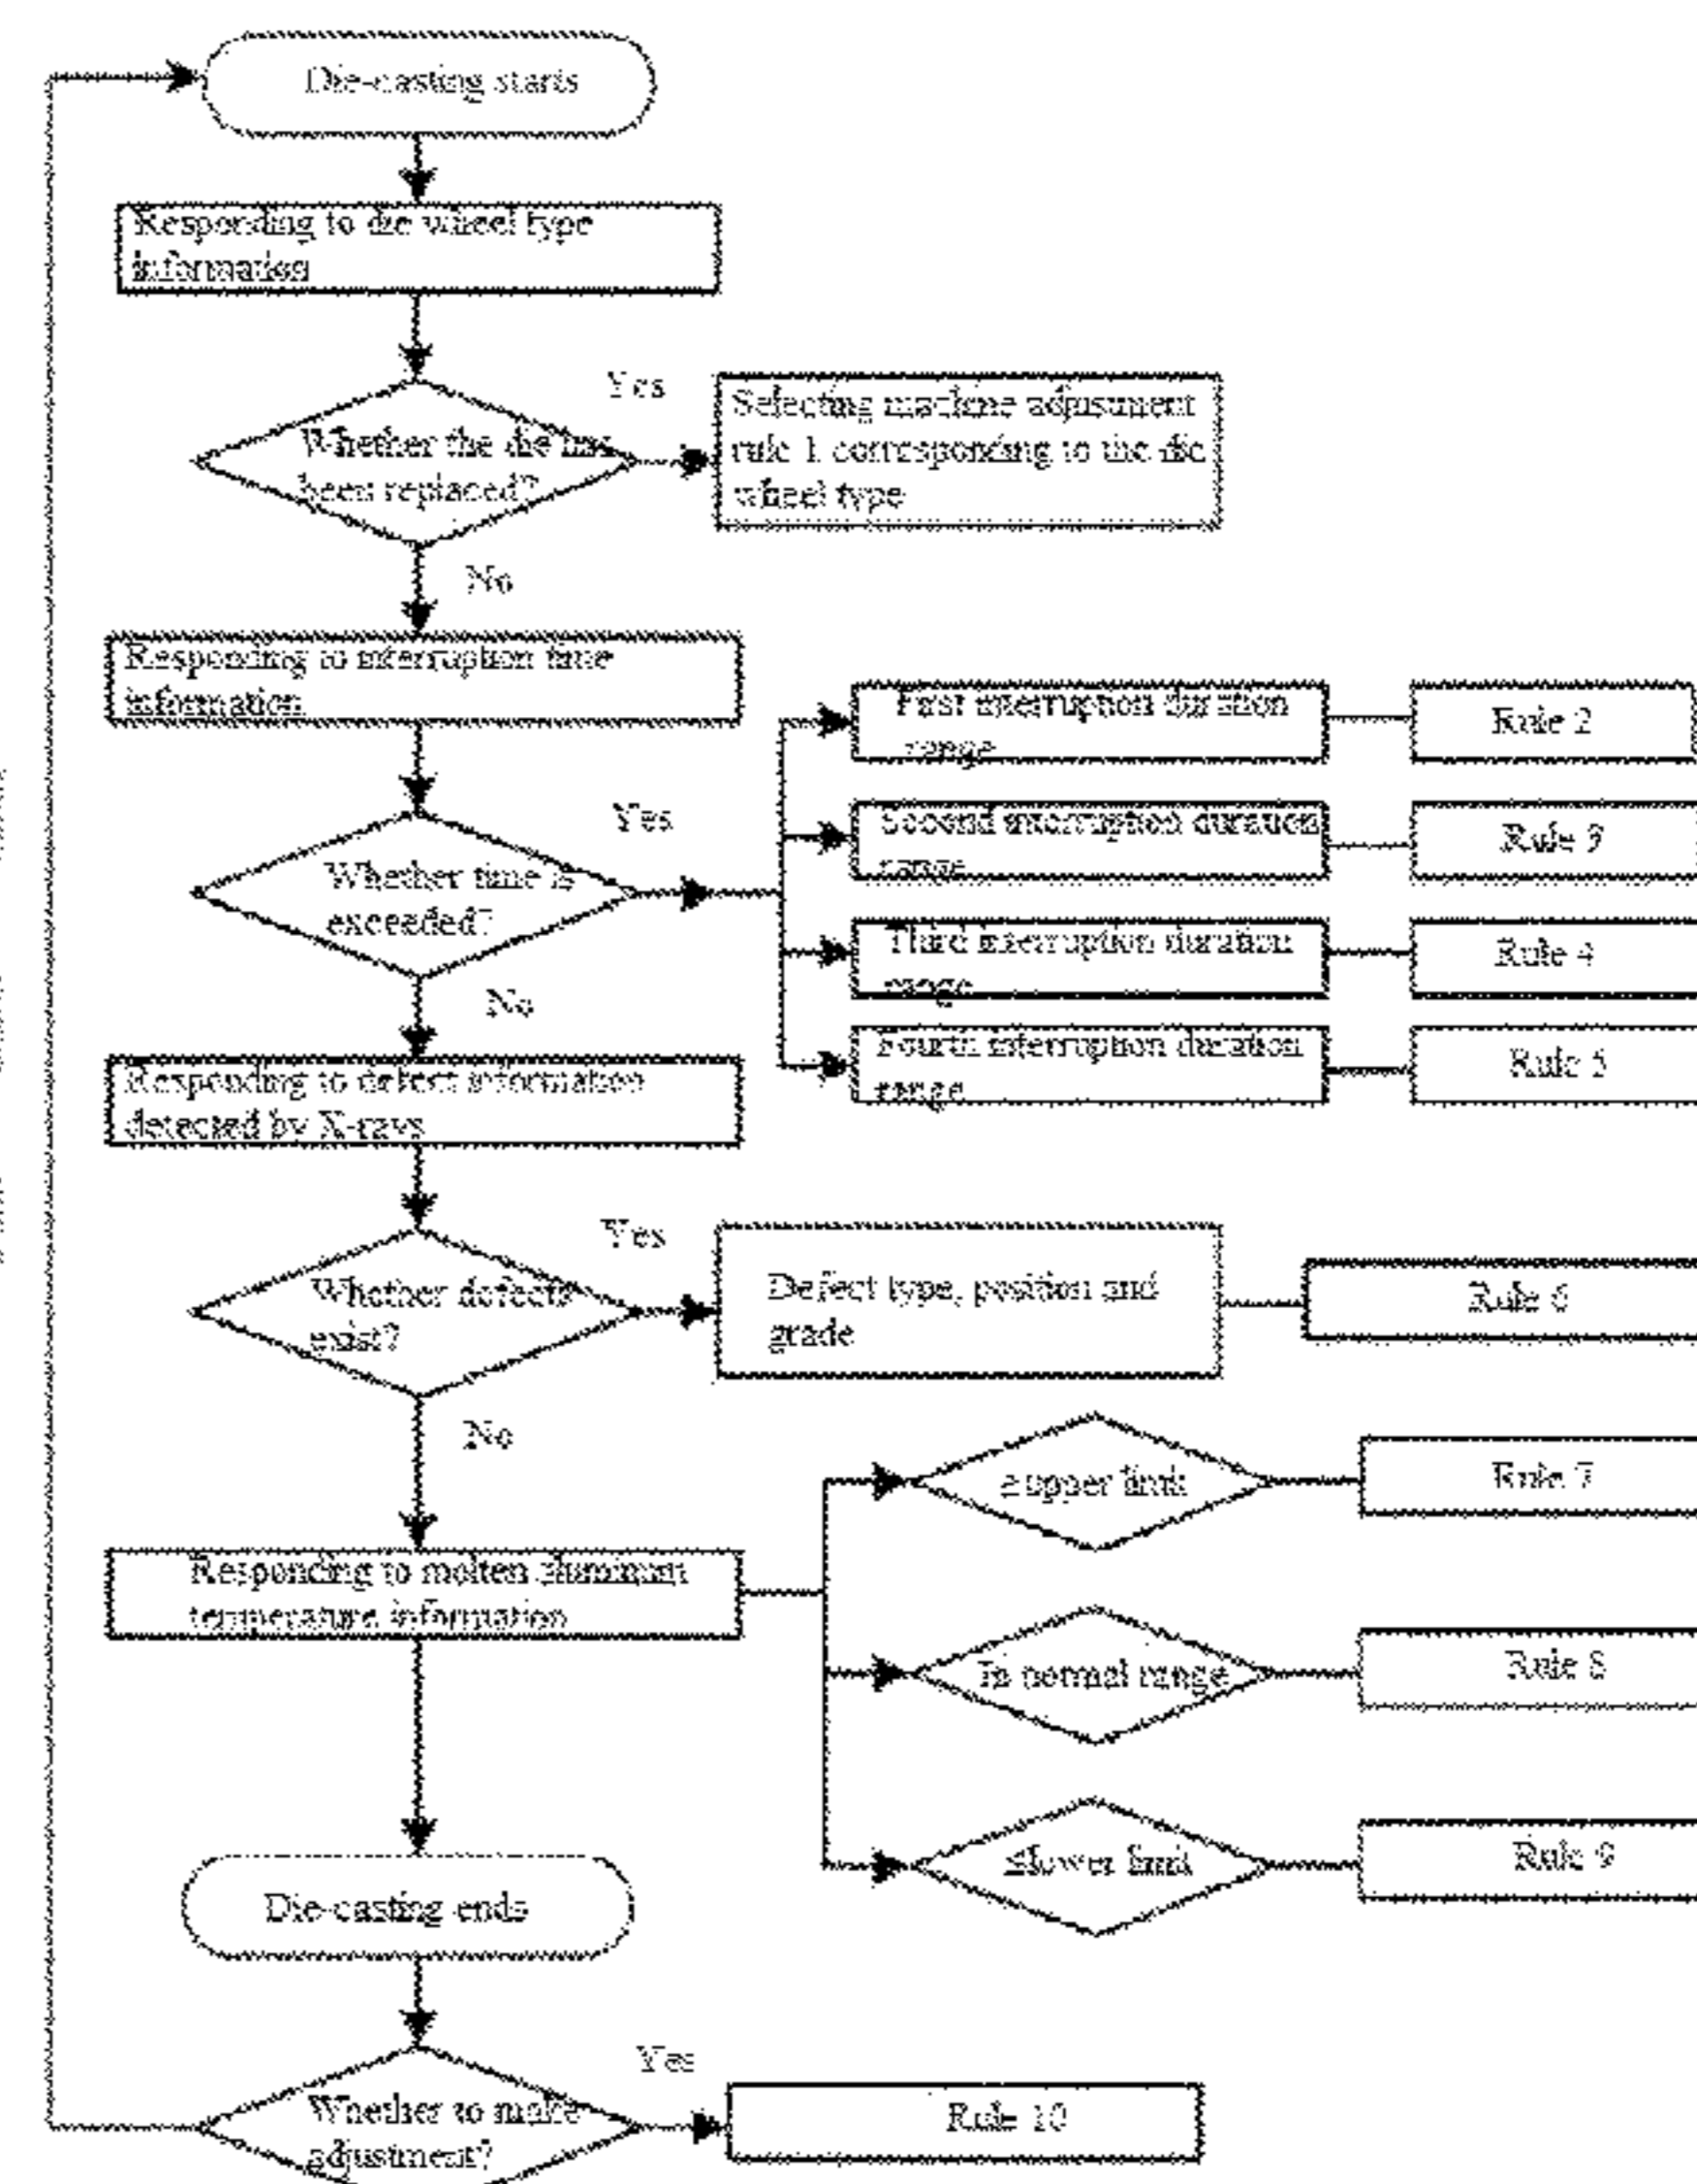 Die-casting starts
Responding to die wheel type
information
Yes
Whether the die has
been replaced?
Selecting machine adjustment
rule 1 corresponding to the die
wheel type
No
Responding to interruption time
information
First interruption duration
range
Rule 2
Yes
Second interruption duration
range
Rule
Whether time is
exceeded?
Third interruption duration
range
Rule 4
No
Fourth interruption duration
range
Rule 5
Responding to defect information
detected by X-rays
Yes
Whether defects
exist?
Defect type, position and
grade
Rule 6
No
upper limit
Rule 7
Responding to molten aluminum
temperature information
In normal range
Rule 8
lower limit
Rule 9
Die-casting ends
Yes
Whether to make
adjustment?
Rule 10